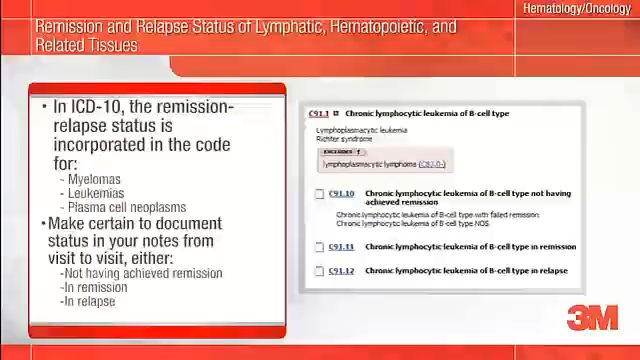 Hematology/Oncology
Remission and Relapse Status of Lymphatic, Hematopoietic, and
Related Tissues
• In ICD-10, the remission-
relapse status is
incorporated in the code
for:
- Myelomas
- Leukemias
- Plasma cell neoplasms
• Make certain to document
status in your notes from
visit to visit, either:
-Not having achieved remission
-In remission
-In relapse
C91.1 Chronic lymphocytic leukemia of B-cell type
Lymphoplasmacytic leukemia
Richter syndrome
EXCLUDES 1
lymphoplasmacytic lymphoma (C83.0-)
C91.10 Chronic lymphocytic leukemia of B-cell type not having
achieved remission
Chronic lymphocytic leukemia of B-cell type with failed remission
Chronic lymphocytic leukemia of B-cell type NOS
C91.11 Chronic lymphocytic leukemia of B-cell type in remission
C91.12 Chronic lymphocytic leukemia of B-cell type in relapse
3M